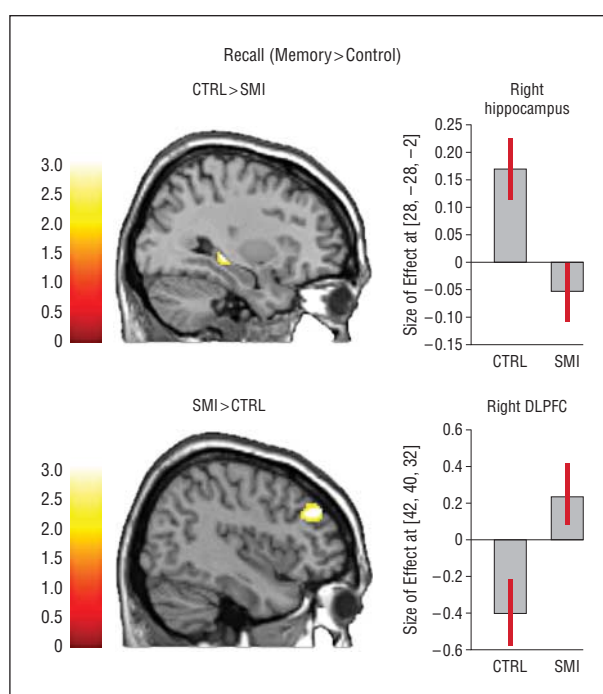 Recall (Memory>Control)
CTRL>SMI
3.0
2.5
2.0
1.5
1.0
0.5
0
Right
hippocampus
Size of Effect at [28, −28, −2]
0.25
0.20
0.15
0.10
0.05
0
−0.05
−0.10
−0.15
CTRL
SMI
SMI>CTRL
3.0
2.5
2.0
1.5
1.0
0.5
0
Right DLPFC
Size of Effect at [42, 40, 32]
0.6
0.4
0.2
0
−0.2
−0.4
−0.6
CTRL
SMI